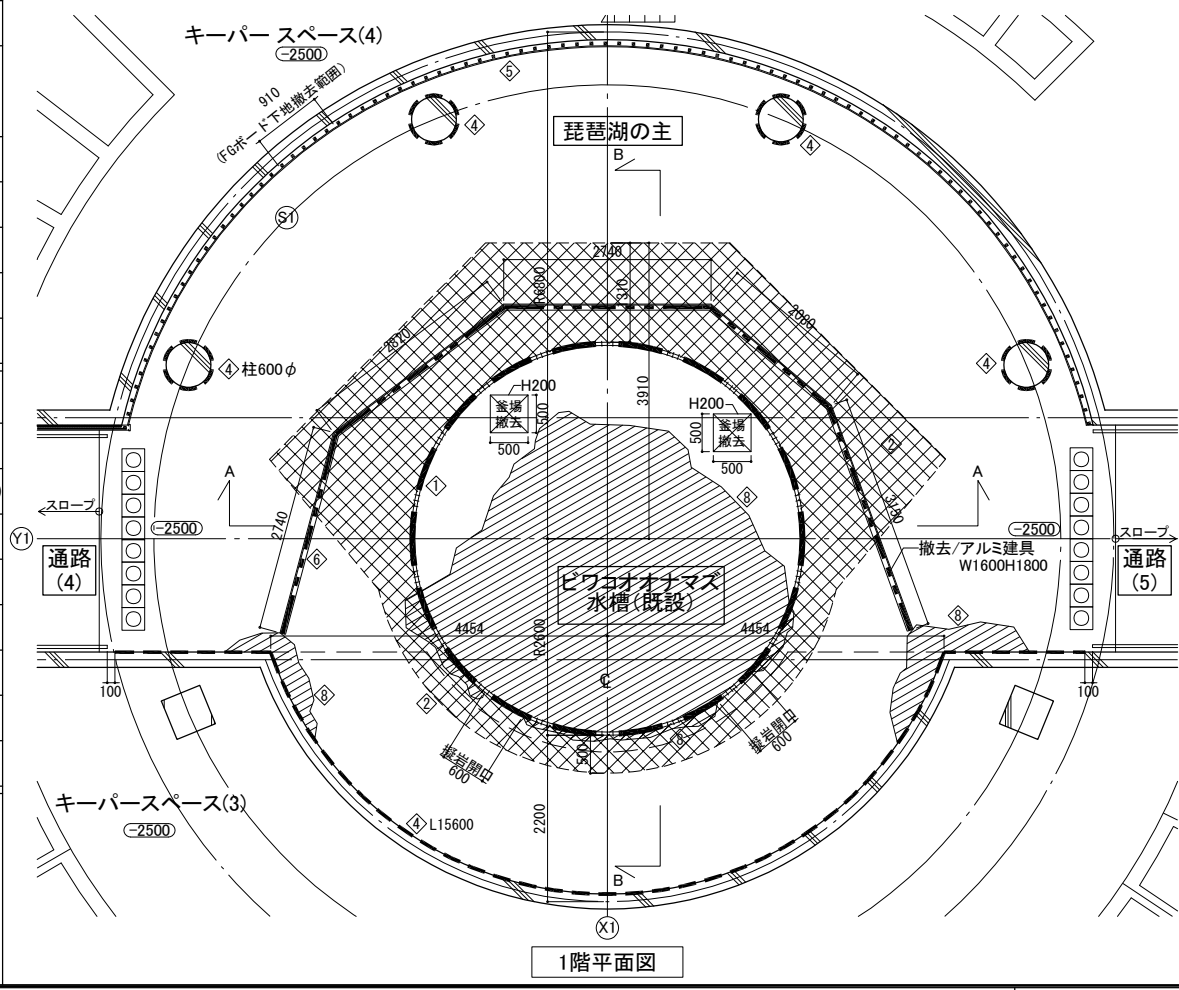 キーパー スペース(4)
-2500
910
(FGボード下地撤去範囲)
5
4
琵琶湖の主
4
B
S1
2740
R6800
1310
2080
2820
4 柱600φ
4
H200
釜場
撤去
500
500
3910
H200
釜場
撤去
500
500
2
1
8
A
A
3150
スロープ
-2500
2740
-2500
スロープ
Y1
通路
(4)
6
撤去/アルミ建具
W1600H1800
通路
(5)
ビワコオオナマズ
水槽(既設)
4454
4454
8
R2600
100
8
2
100
擬岩開口
600
500
8
擬岩開口
600
キーパースペース(3)
-2500
4 L15600
2200
B
X1
1階平面図